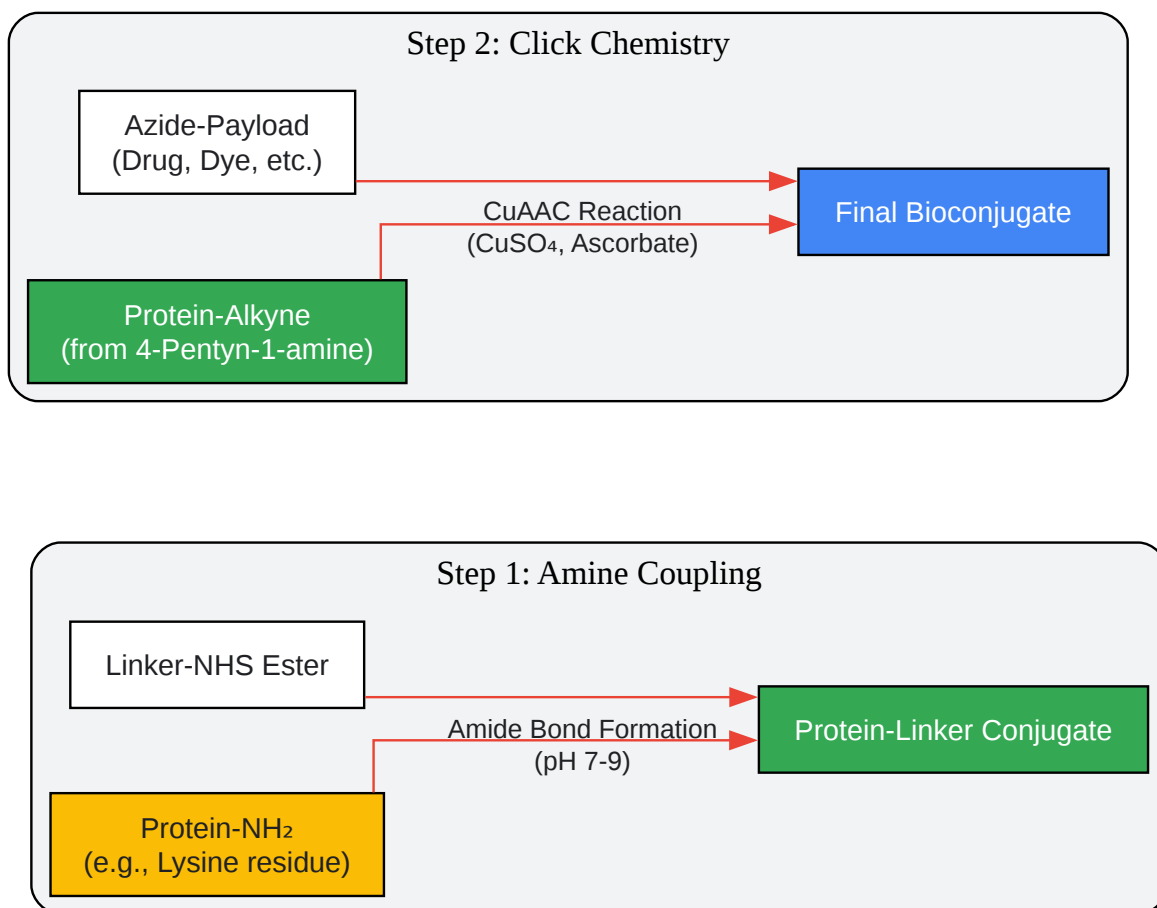 Step 2: Click Chemistry
Azide-Payload
(Drug, Dye, etc.)
CuAAC Reaction
(CuSO₄, Ascorbate)
Final Bioconjugate
Protein-Alkyne
(from 4-Pentyn-1-amine)
Step 1: Amine Coupling
Linker-NHS Ester
Amide Bond Formation
(pH 7-9)
Protein-Linker Conjugate
Protein-NH₂
(e.g., Lysine residue)